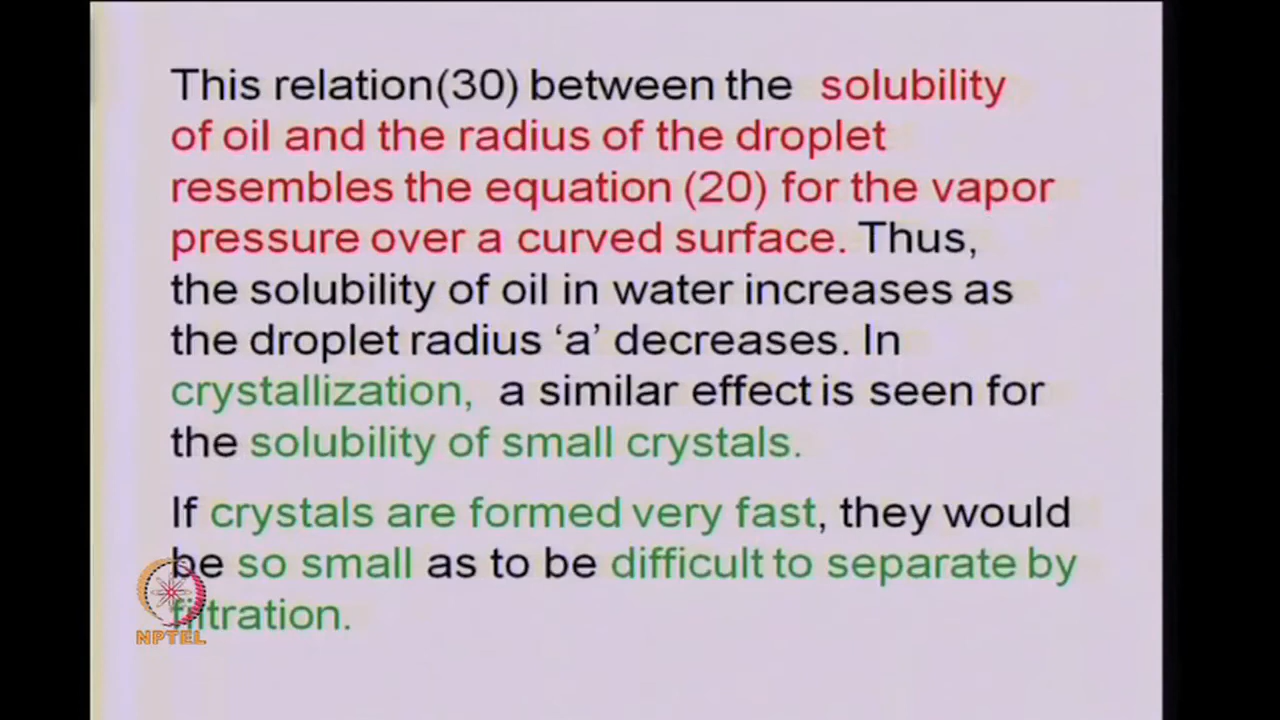 This relation(30) between the solubility
of oil and the radius of the droplet
resembles the equation (20) for the vapor
pressure over a curved surface. Thus,
the solubility of oil in water increases as
the droplet radius ‘a’ decreases. In
crystallization, a similar effect is seen for
the solubility of small crystals.
If crystals are formed very fast, they would
be so small as to be difficult to separate by
filtration.
NPTEL